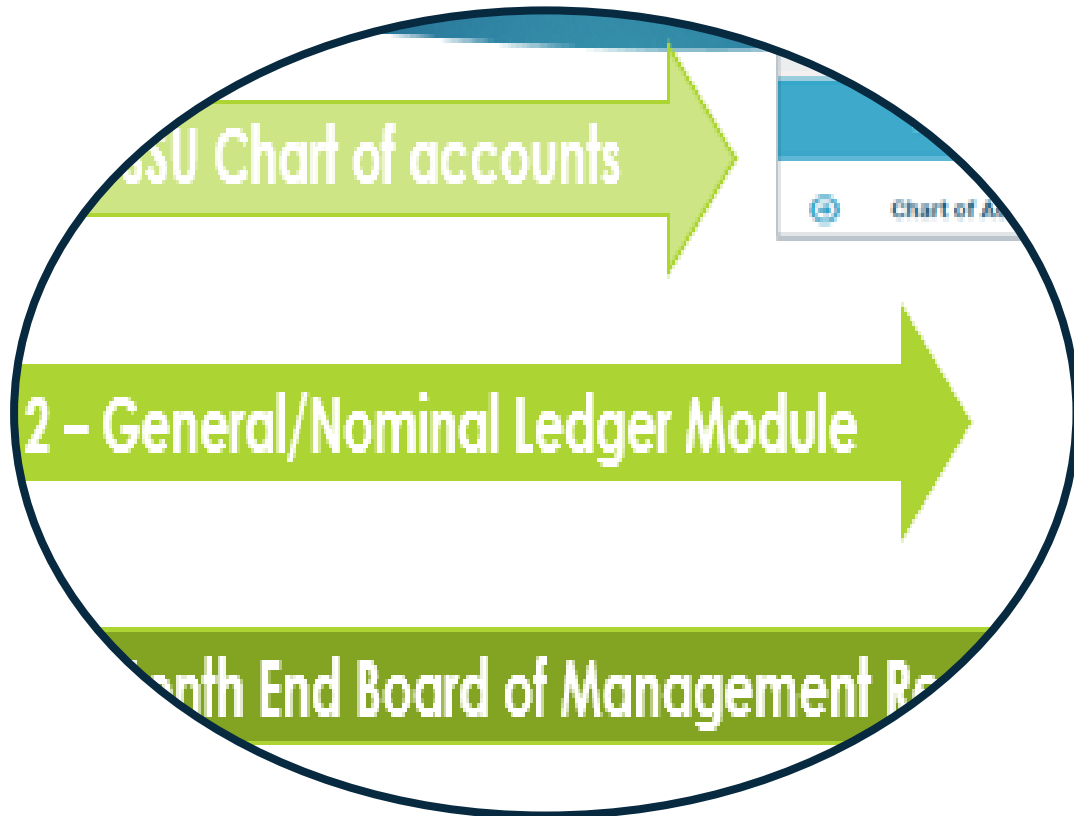 Chart of accounts
Chart of
2 – General/Nominal Ledger Module
End Board of Management